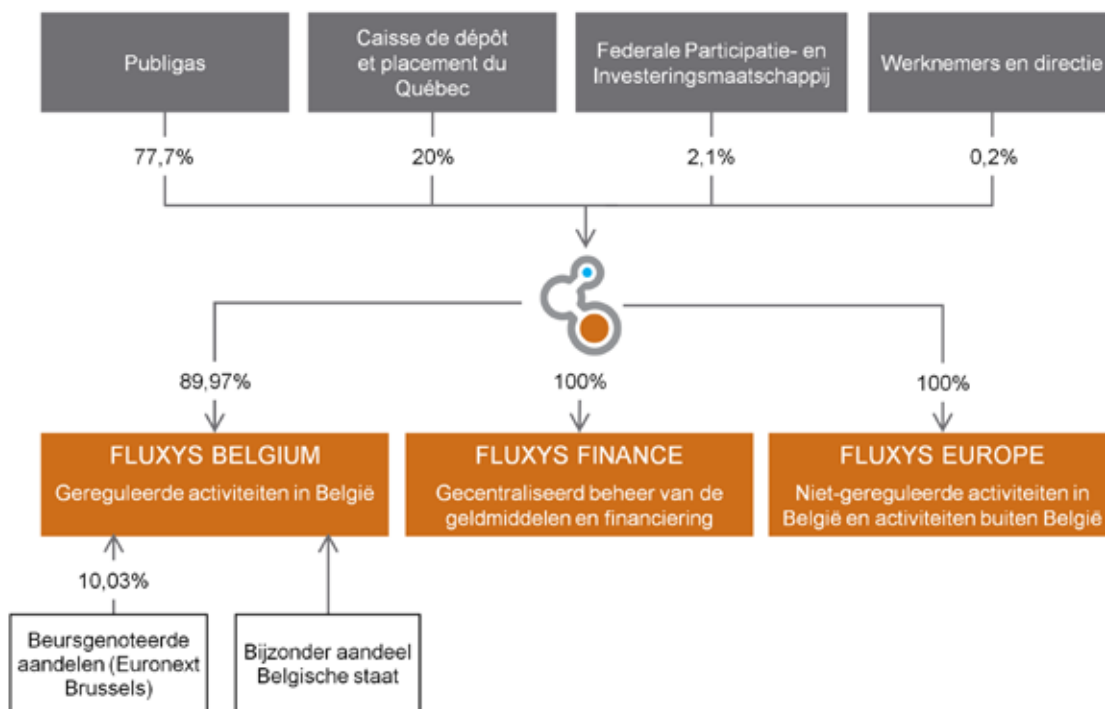 Publigas
Caisse de dépôt
et placement du
Québec
Federale Participatie- en
Investeringsmaatschappij
Werknemers en directie
77,7%
20%
2,1%
0,2%
89,97%
100%
100%
FLUXYS BELGIUM
Gereguleerde activiteiten in België
FLUXYS FINANCE
Gecentraliseerd beheer van de
geldmiddelen en financiering
FLUXYS EUROPE
Niet-gereguleerde activiteiten in
België en activiteiten buiten België
10,03%
Beursgenoteerde
aandelen (Euronext
Brussels)
Bijzonder aandeel
Belgische staat